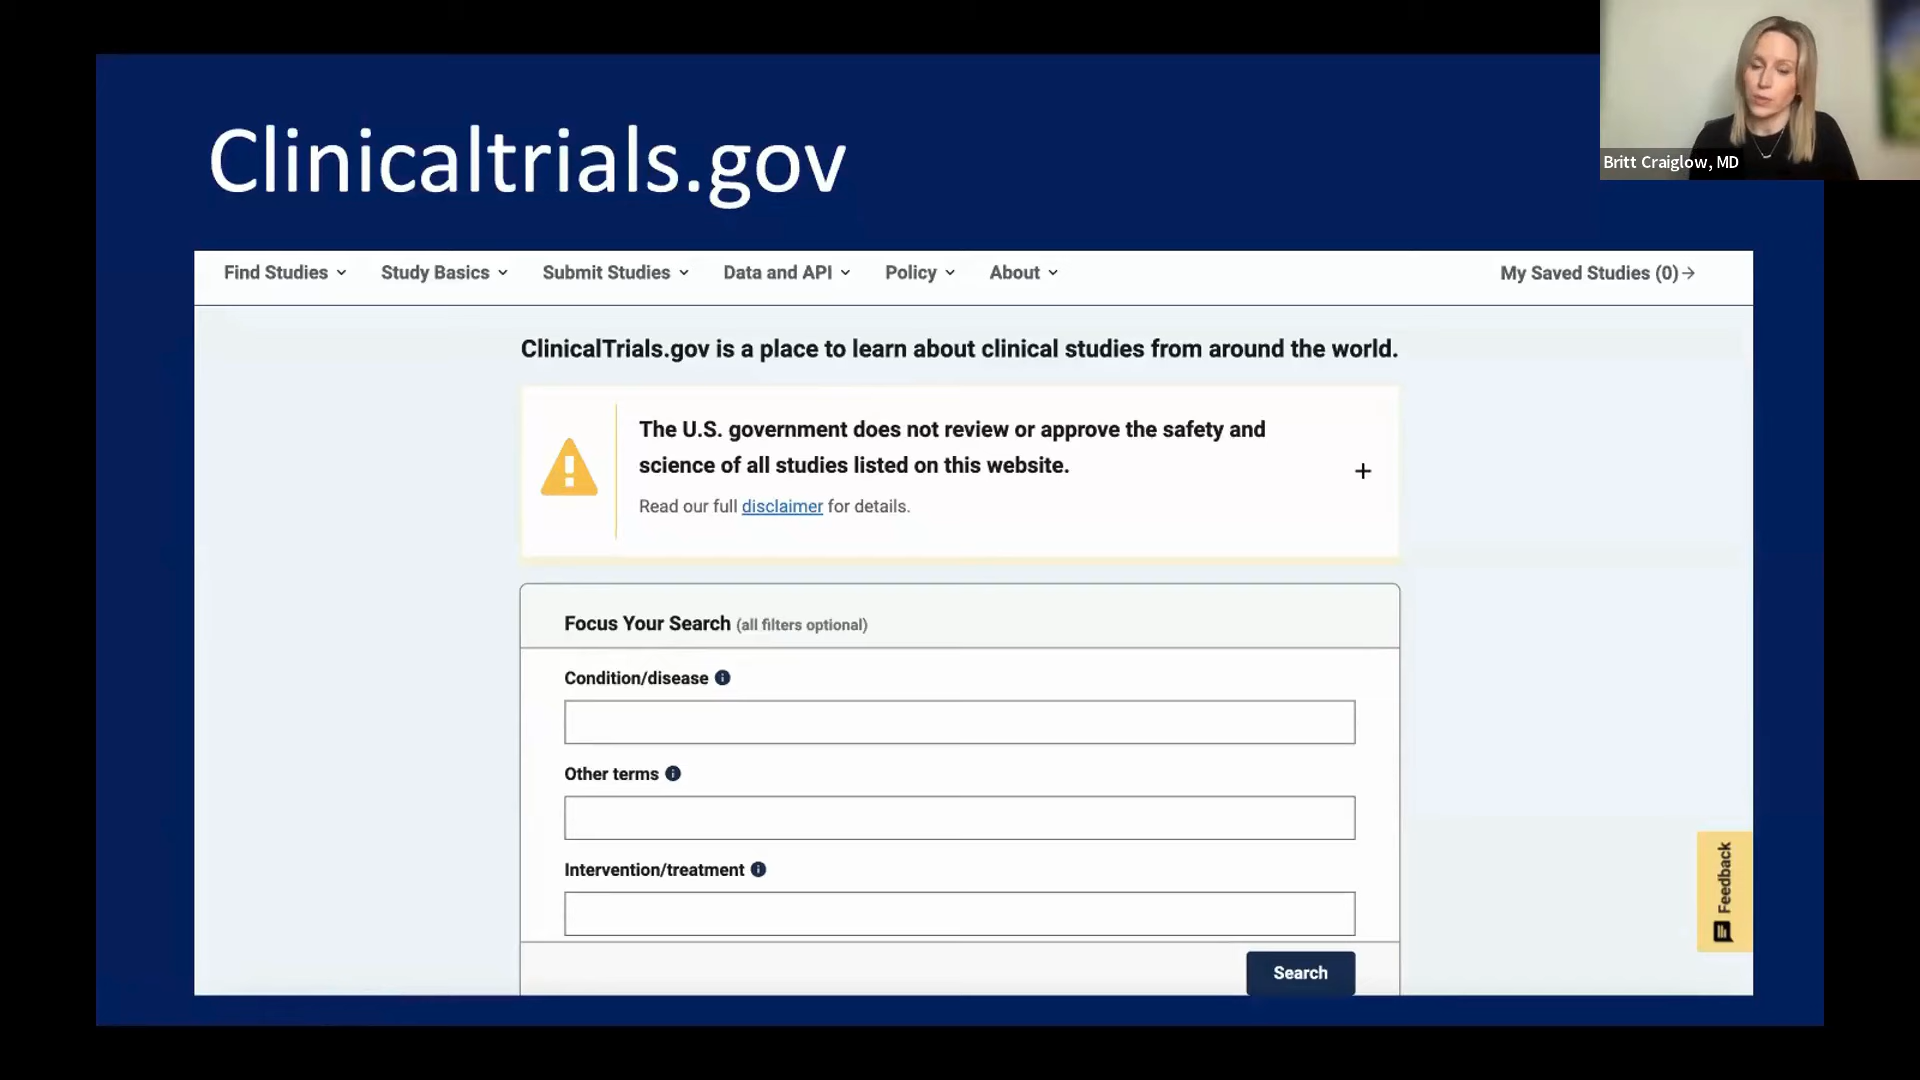 Clinicaltrials.gov
Britt Craiglow, MD
Find Studies Study Basics Submit Studies Data and API Policy About My Saved Studies (0)
ClinicalTrials.gov is a place to learn about clinical studies from around the world.
The U.S. government does not review or approve the safety and
science of all studies listed on this website.
Read our full disclaimer for details.
Focus Your Search (all filters optional)
Condition/disease
Other terms
Intervention/treatment
Feedback
Search